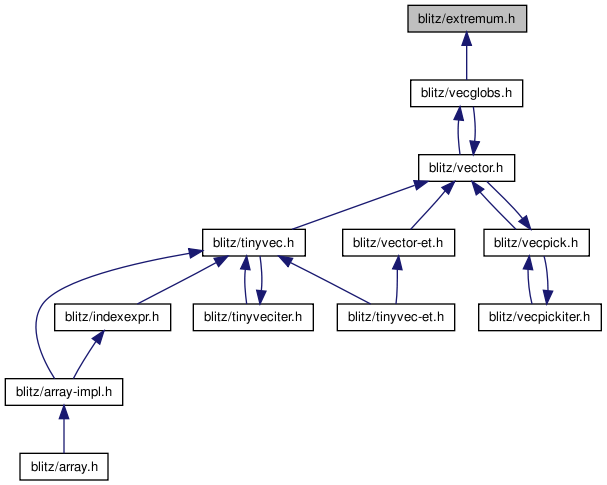 blitz/extremum.h
blitz/vecglobs.h
blitz/vector.h
blitz/tinyvec.h
blitz/vector-et.h
blitz/vecpick.h
blitz/indexexpr.h
blitz/tinyveciter.h
blitz/tinyvec-et.h
blitz/vecpickiter.h
blitz/array-impl.h
blitz/array.h